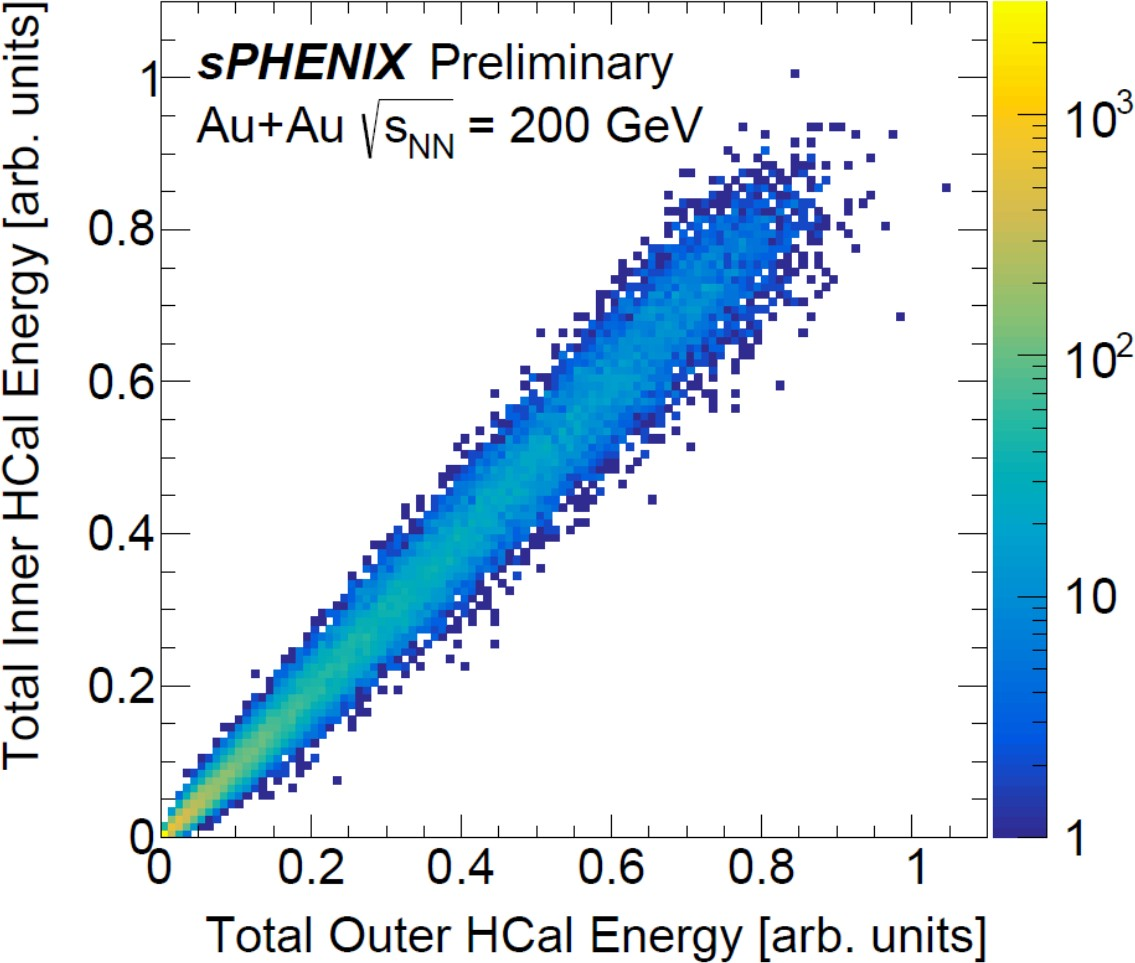 sPHENIX Preliminary
Au+Au √sNN = 200 GeV
Total Inner HCal Energy [arb. units]
1
0.8
0.6
0.4
0.2
0
0 0.2 0.4 0.6 0.8 1
Total Outer HCal Energy [arb. units]
10³
10²
10
1